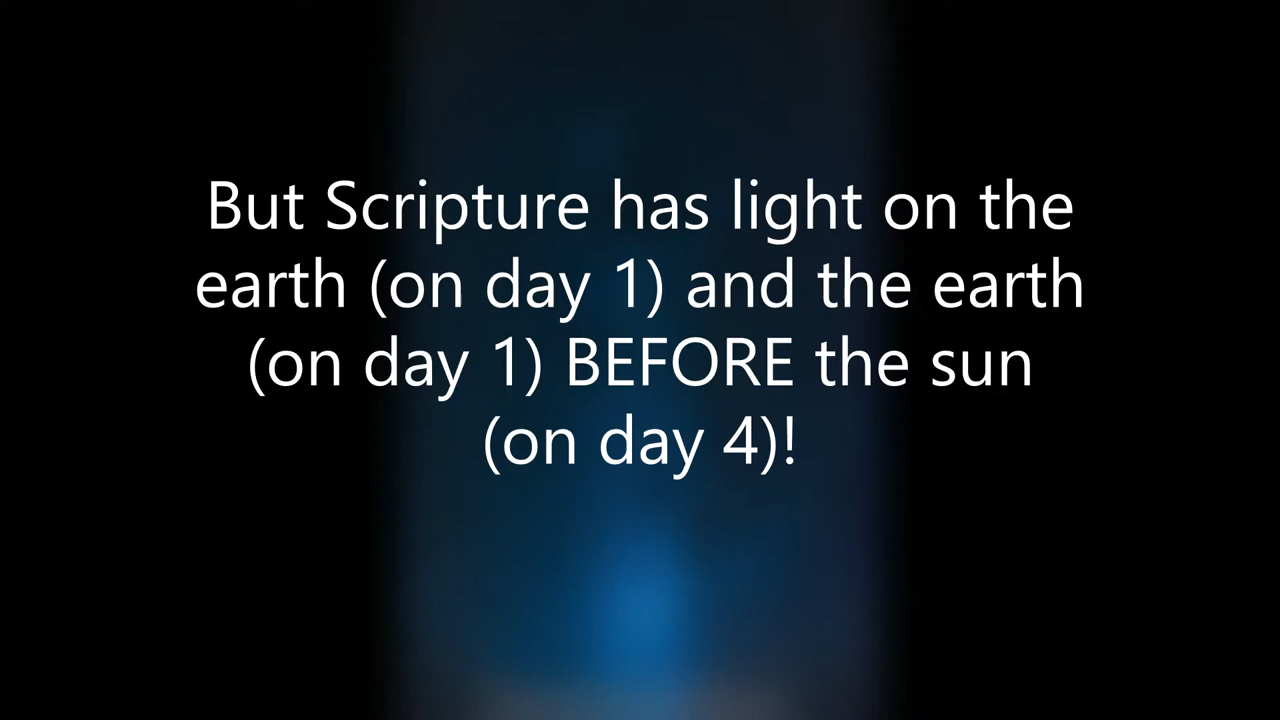 But Scripture has light on the
earth (on day 1) and the earth
(on day 1) BEFORE the sun
(on day 4)!